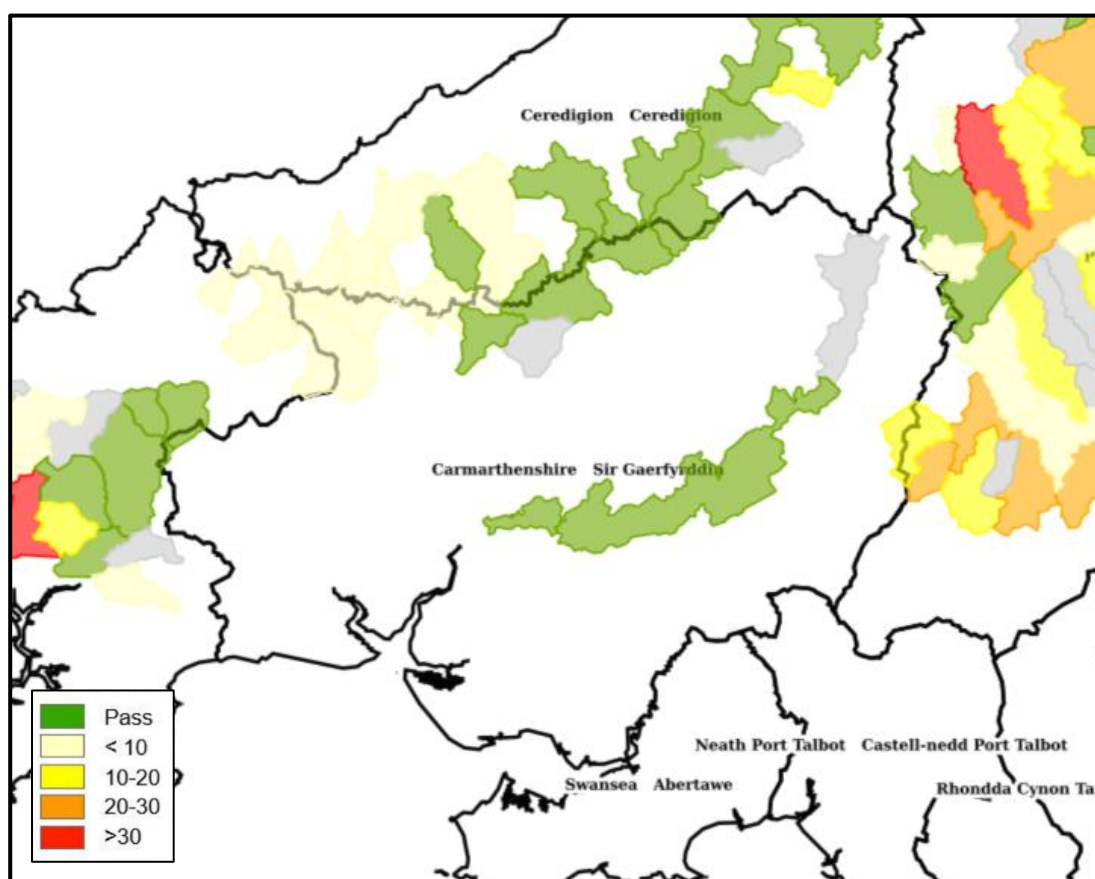 Ceredigion Ceredigion
Carmarthenshire Sir Gaerfyrddin
Neath Port Talbot Castell-nedd Port Talbot
Swansea Abertawe
Rhondda Cynon Ta
Pass
< 10
10-20
20-30
>30